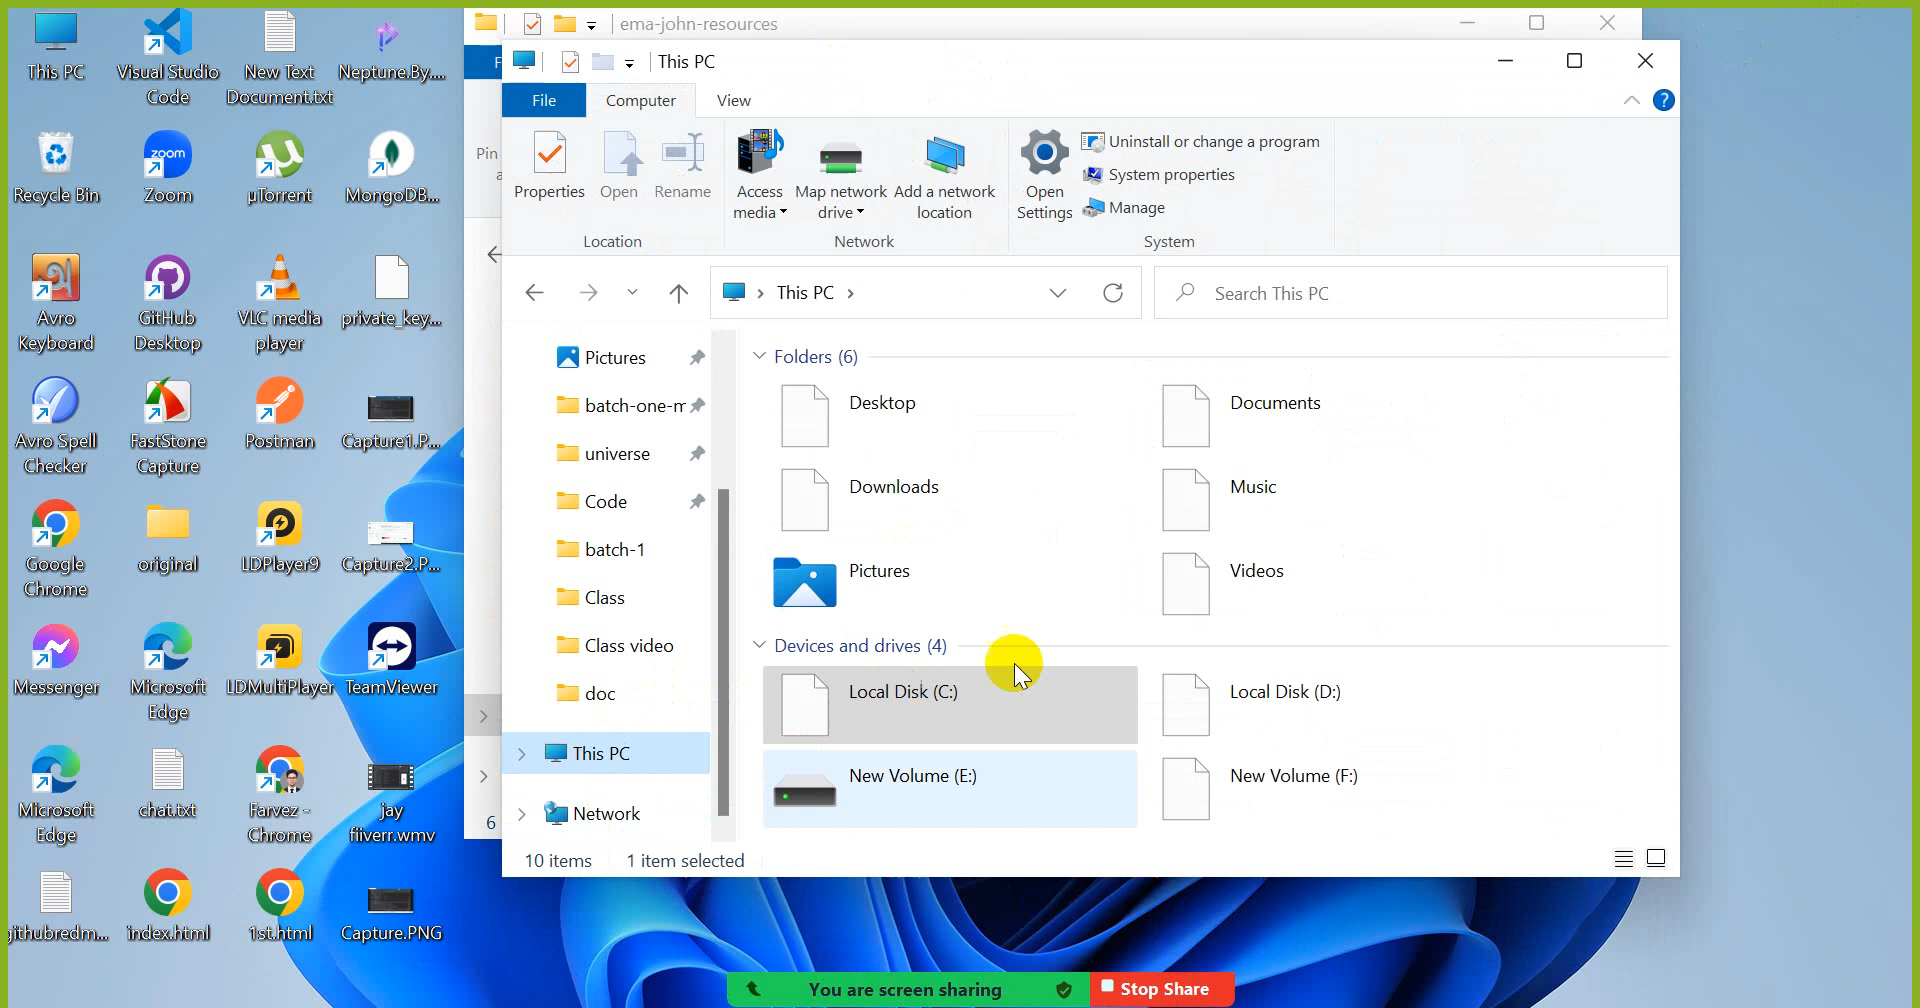 This PC
Visual Studio
Code
New Text
Document.txt
Neptune.By....
Recycle Bin
zoom
Zoom
µTorrent
MongoDB...
Avro
Keyboard
GitHub
Desktop
VLC media
player
private_key...
Avro Spell
Checker
FastStone
Capture
Postman
Capture1.P...
Google
Chrome
original
LDPlayer9
Capture2.P...
Messenger
Microsoft
Edge
LDMultiPlayer
TeamViewer
Microsoft
Edge
chat.txt
Farvez -
Chrome
jay
fiiverr.wmv
githubredm...
index.html
1st.html
Capture.PNG
ema-john-resources
F
Pin
a
6
This PC
File
Computer
View
Properties
Open
Rename
Location
Access
media
Map network
drive
Add a network
location
Network
Open
Settings
Uninstall or change a program
System properties
Manage
System
This PC
Search This PC
Pictures
batch-one-m
universe
Code
batch-1
Class
Class video
doc
This PC
Network
Folders (6)
Desktop
Documents
Downloads
Music
Pictures
Videos
Devices and drives (4)
Local Disk (C:)
Local Disk (D:)
New Volume (E:)
New Volume (F:)
10 items
1 item selected
You are screen sharing
Stop Share